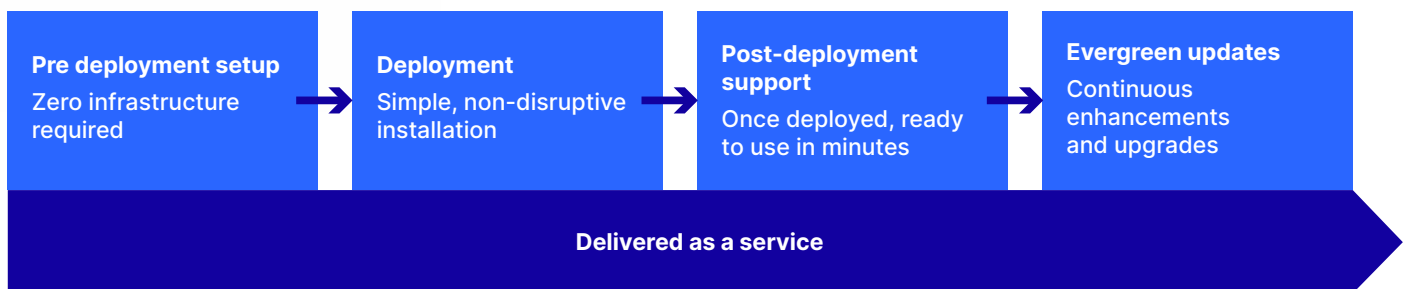 Pre deployment setup
Zero infrastructure
required
Deployment
Simple, non-disruptive
installation
Post-deployment
support
Once deployed, ready
to use in minutes
Evergreen updates
Continuous
enhancements
and upgrades
Delivered as a service